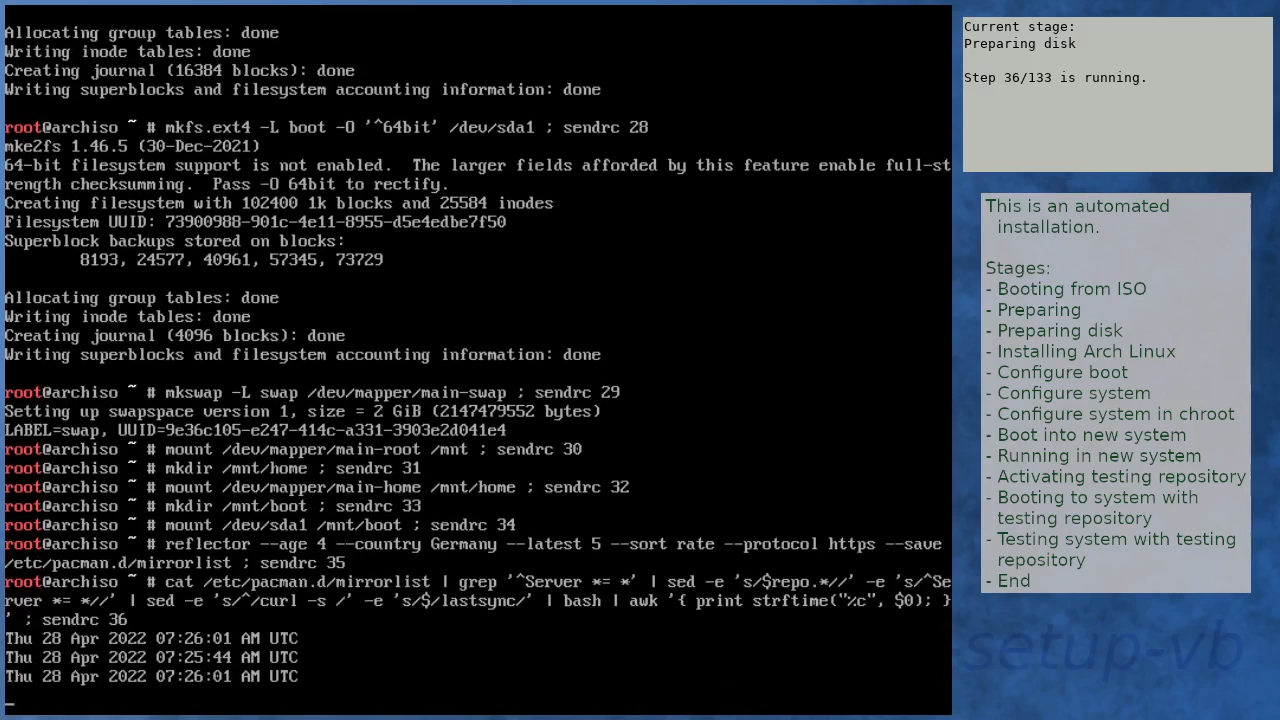 Allocating group tables: done
Writing inode tables: done
Creating journal (16384 blocks): done
Writing superblocks and filesystem accounting information: done
root@archiso ~ # mkfs.ext4 -L boot -O '^64bit' /dev/sda1 ; sendrc 28
mke2fs 1.46.5 (30-Dec-2021)
64-bit filesystem support is not enabled.  The larger fields afforded by this feature enable full-st
rength checksumming.  Pass -O 64bit to rectify.
Creating filesystem with 102400 1k blocks and 25584 inodes
Filesystem UUID: 73900988-901c-4e11-8955-d5e4edbe7f50
Superblock backups stored on blocks:
        8193, 24577, 40961, 57345, 73729
Allocating group tables: done
Writing inode tables: done
Creating journal (4096 blocks): done
Writing superblocks and filesystem accounting information: done
root@archiso ~ # mkswap -L swap /dev/mapper/main-swap ; sendrc 29
Setting up swapspace version 1, size = 2 GiB (2147479552 bytes)
LABEL=swap, UUID=9e36c105-e247-414c-a331-3903e2d041e4
root@archiso ~ # mount /dev/mapper/main-root /mnt ; sendrc 30
root@archiso ~ # mkdir /mnt/home ; sendrc 31
root@archiso ~ # mount /dev/mapper/main-home /mnt/home ; sendrc 32
root@archiso ~ # mkdir /mnt/boot ; sendrc 33
root@archiso ~ # mount /dev/sda1 /mnt/boot ; sendrc 34
root@archiso ~ # reflector --age 4 --country Germany --latest 5 --sort rate --protocol https --save
/etc/pacman.d/mirrorlist ; sendrc 35
root@archiso ~ # cat /etc/pacman.d/mirrorlist | grep '^Server *= *' | sed -e 's/$repo.*//' -e 's/^Se
rver *= *//' | sed -e 's/^/curl -s /' -e 's/$/lastsync/' | bash | awk '{ print strftime("%c", $0); }
' ; sendrc 36
Thu 28 Apr 2022 07:26:01 AM UTC
Thu 28 Apr 2022 07:25:44 AM UTC
Thu 28 Apr 2022 07:26:01 AM UTC
_
Current stage:
Preparing disk
Step 36/133 is running.
This is an automated
installation.
Stages:
- Booting from ISO
- Preparing
- Preparing disk
- Installing Arch Linux
- Configure boot
- Configure system
- Configure system in chroot
- Boot into new system
- Running in new system
- Activating testing repository
- Booting to system with
testing repository
- Testing system with testing
repository
- End
-setup-vb